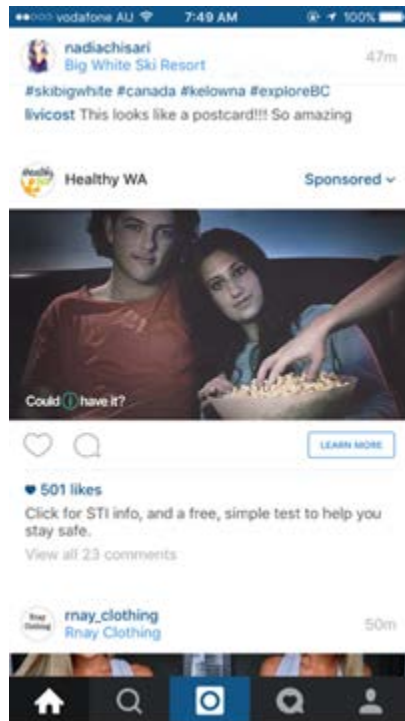 vodafone AU 7:49 AM 100%
nadiachisari 47m
Big White Ski Resort
#skibigwhite #canada #kelowna #exploreBC
livicost This looks like a postcard!!! So amazing
Healthy WA Sponsored
Could i have it?
LEARN MORE
501 likes
Click for STI info, and a free, simple test to help you
stay safe.
View all 23 comments
rnay_clothing 50m
Rnay Clothing